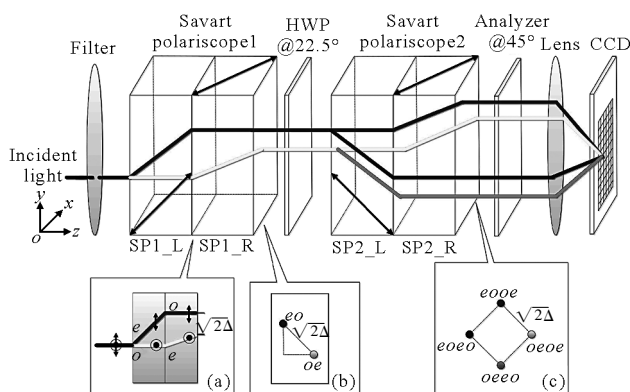 Savart polariscope1
HWP @22.5°
Savart polariscope2
Analyzer @45°
Filter
Lens
CCD
Incident light
y
x
o
z
SP1_L
SP1_R
SP2_L
SP2_R
e
o
√2Δ
o
e
(a)
eo
√2Δ
oe
(b)
eooe
√2Δ
eoeo
oeoe
oeeo
(c)